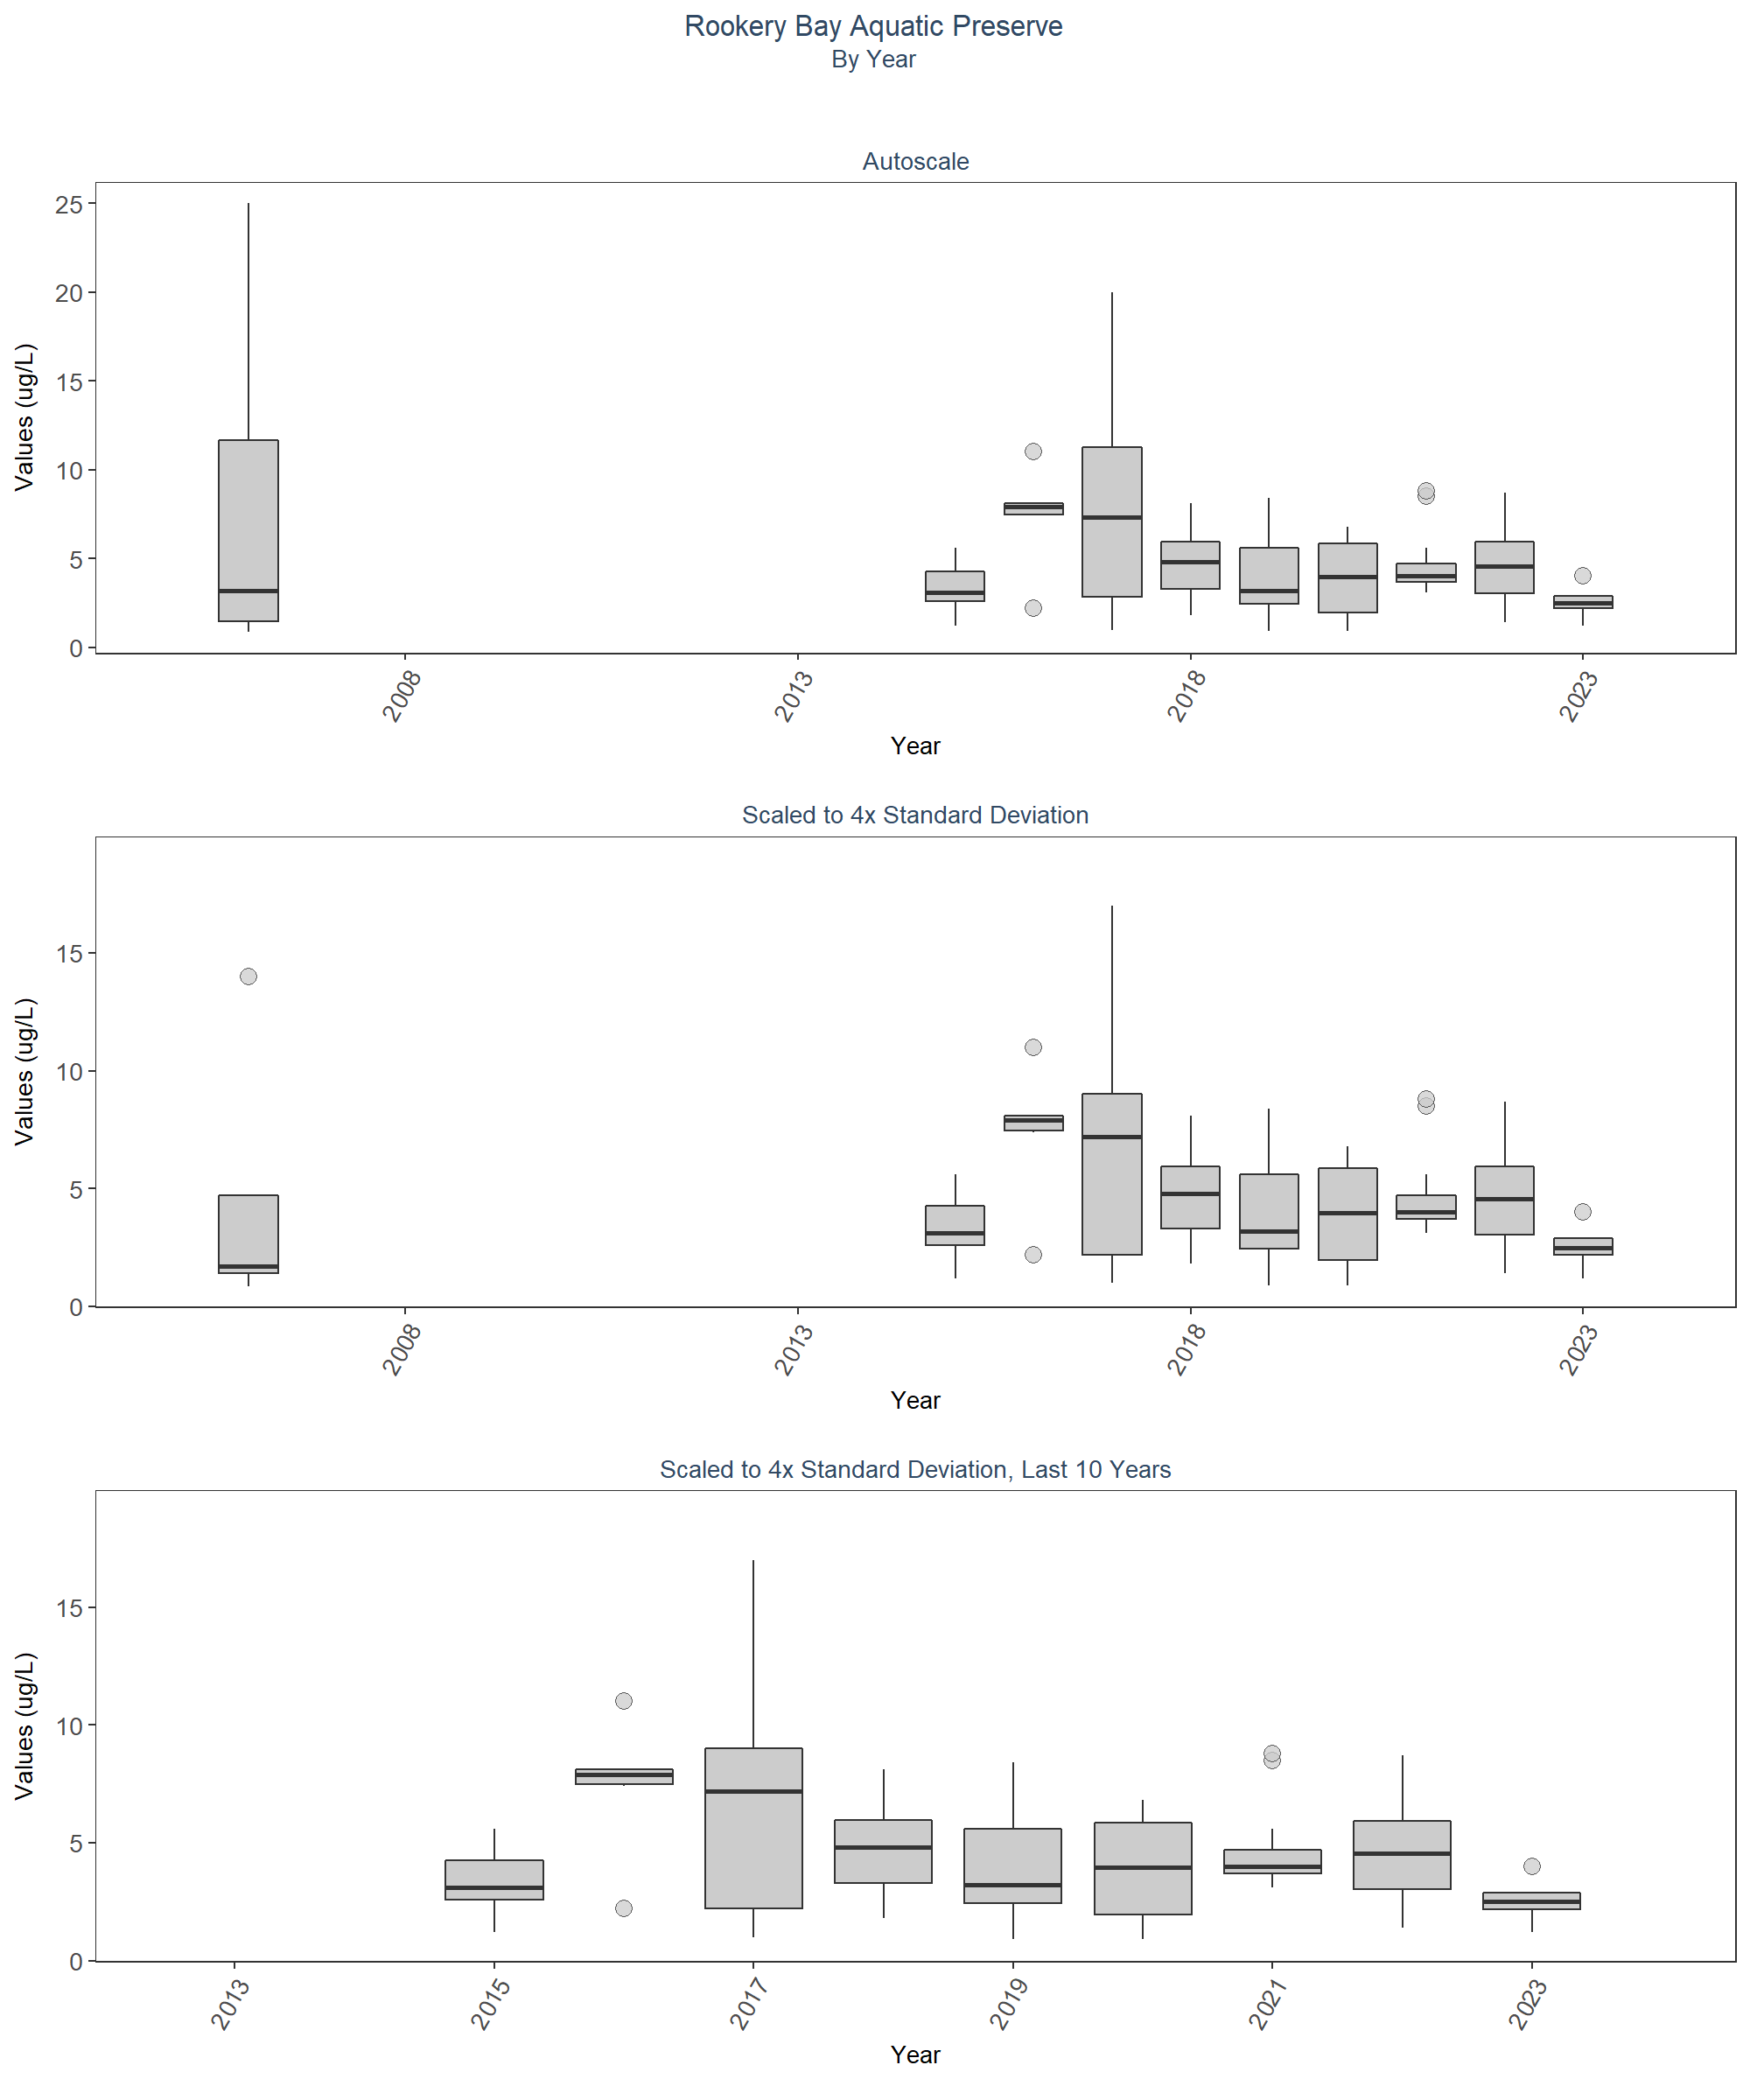 Rookery Bay Aquatic Preserve
By Year
Autoscale
Values (ug/L)
25
20
15
10
5
0
2008 2013 2018 2023
Year
Scaled to 4x Standard Deviation
Values (ug/L)
15
10
5
0
2008 2013 2018 2023
Year
Scaled to 4x Standard Deviation, Last 10 Years
Values (ug/L)
15
10
5
0
2013 2015 2017 2019 2021 2023
Year